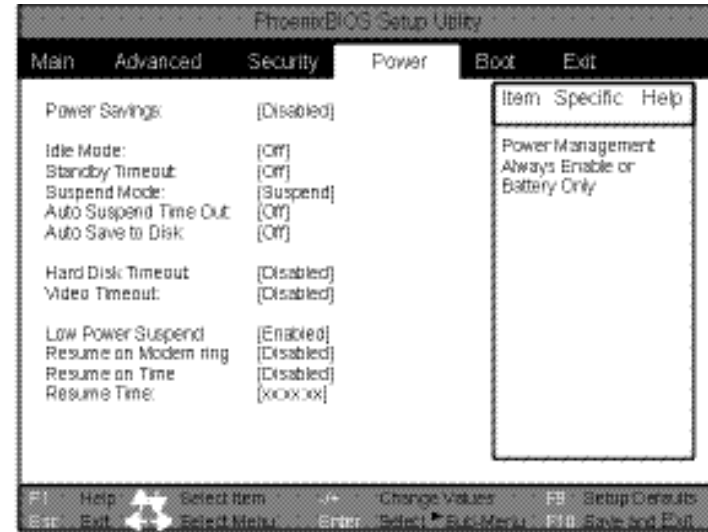 PhoenixBIOS Setup Utility
Main Advanced Security Power Boot Exit
Power Savings: [Disabled]
Idle Mode: [Off]
Standby Timeout: [Off]
Suspend Mode: [Suspend]
Auto Suspend Time Out: [Off]
Auto Save to Disk: [Off]
Hard Disk Timeout: [Disabled]
Video Timeout: [Disabled]
Low Power Suspend [Enabled]
Resume on Modem ring [Disabled]
Resume on Time [Disabled]
Resume Time: [xx:xx:xx]
Item Specific Help
Power Management
Always Enable or
Battery Only
F1 Help Select Item -/+ Change Values F9 Setup Defaults
Esc Exit Select Menu Enter Select ▶ Sub-Menu F10 Save and Exit